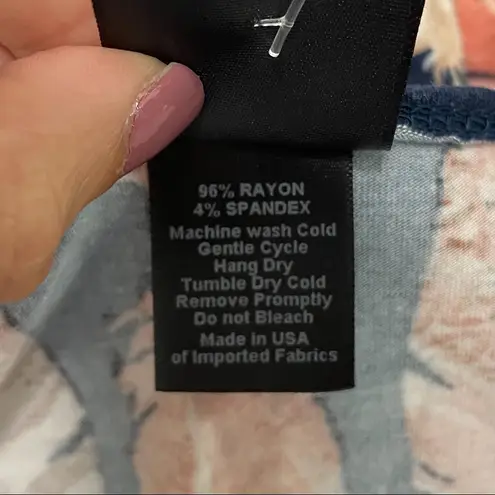 96% RAYON
4% SPANDEX
Machine wash Cold
Gentle Cycle
Hang Dry
Tumble Dry Cold
Remove Promptly
Do not Bleach
Made in USA
of Imported Fabrics